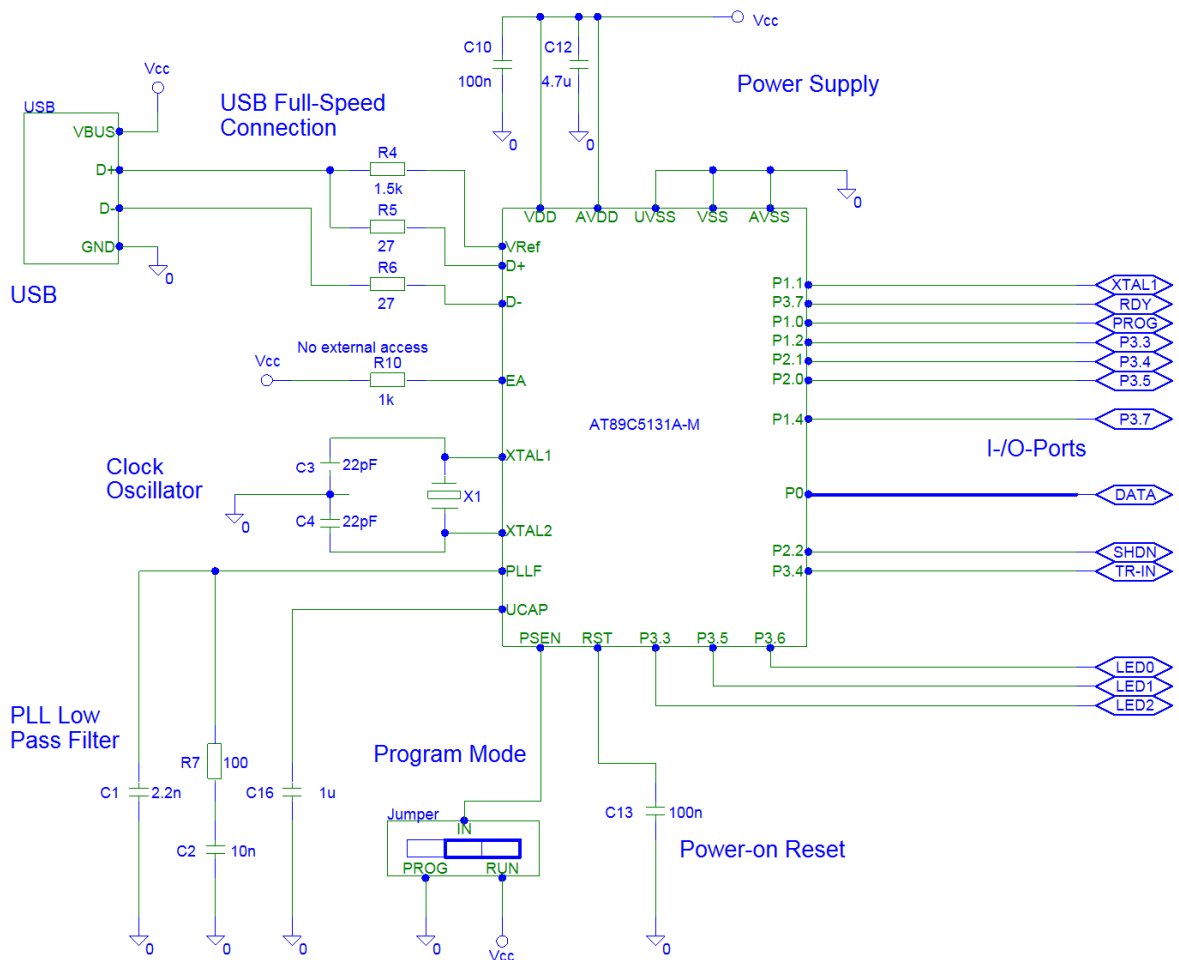 Vcc
C10
100n
C12
4.7u
0
0
Power Supply
Vcc
USB
VBUS
D+
D-
GND
0
USB
USB Full-Speed
Connection
R4
1.5k
R5
27
R6
27
0
VDD
AVDD
UVSS
VSS
AVSS
VRef
D+
D-
EA
XTAL1
XTAL2
PLLF
UCAP
AT89C5131A-M
P1.1
P3.7
P1.0
P1.2
P2.1
P2.0
P1.4
P0
P2.2
P3.4
PSEN
RST
P3.3
P3.5
P3.6
XTAL1
RDY
PROG
P3.3
P3.4
P3.5
P3.7
I-/O-Ports
DATA
SHDN
TR-IN
LED0
LED1
LED2
No external access
Vcc
R10
1k
Clock
Oscillator
C3
22pF
C4
22pF
X1
0
PLL Low
Pass Filter
C1
2.2n
R7
100
C2
10n
C16
1u
0
0
0
Program Mode
Jumper
IN
PROG
RUN
0
Vcc
C13
100n
Power-on Reset
0